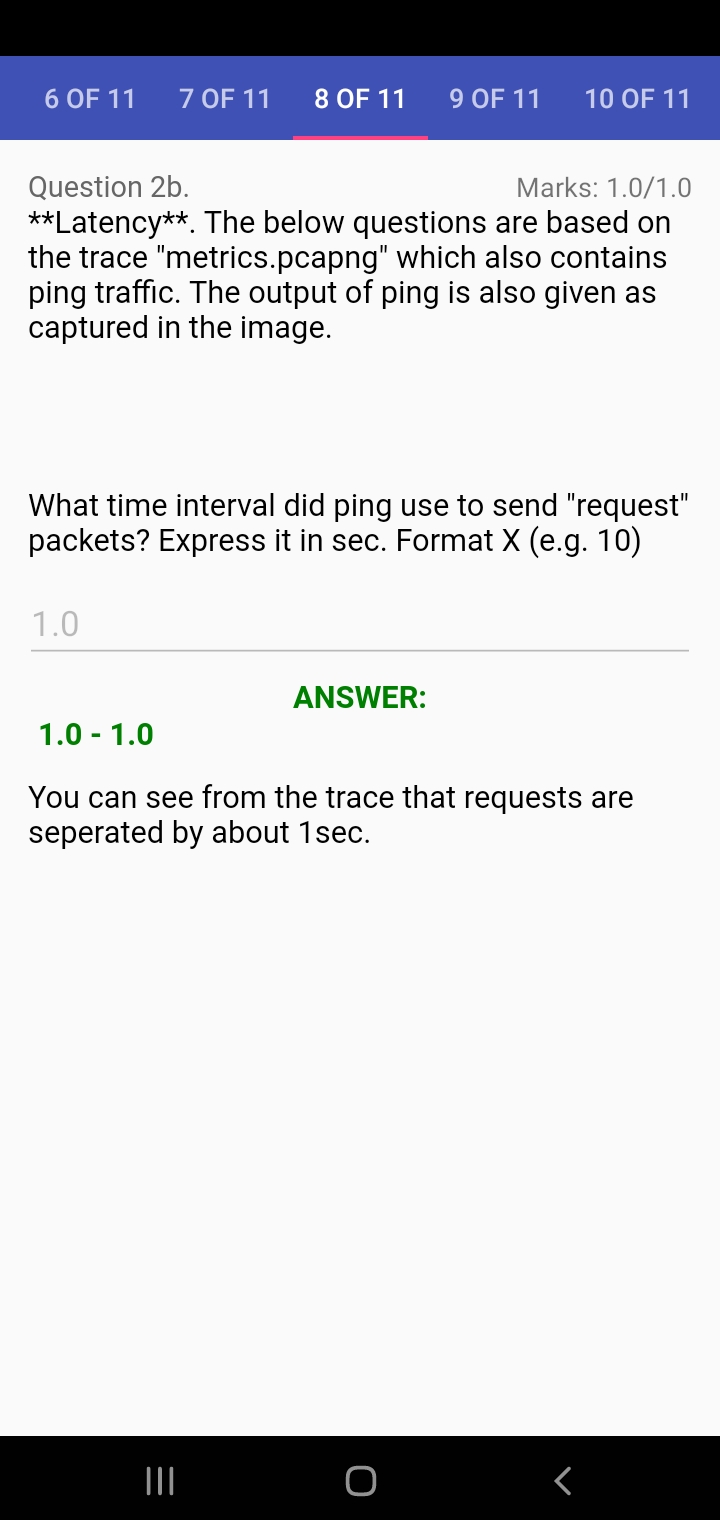 6 OF 11 7 OF 11 8 OF 11 9 OF 11 10 OF 11
Question 2b. Marks: 1.0/1.0
**Latency**. The below questions are based on
the trace "metrics.pcapng" which also contains
ping traffic. The output of ping is also given as
captured in the image.
What time interval did ping use to send "request"
packets? Express it in sec. Format X (e.g. 10)
1.0
ANSWER:
1.0 - 1.0
You can see from the trace that requests are
seperated by about 1sec.